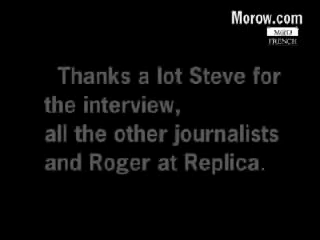 Morow.com
FRENCH
Thanks a lot Steve for
the interview,
all the other journalists
and Roger at Replica.